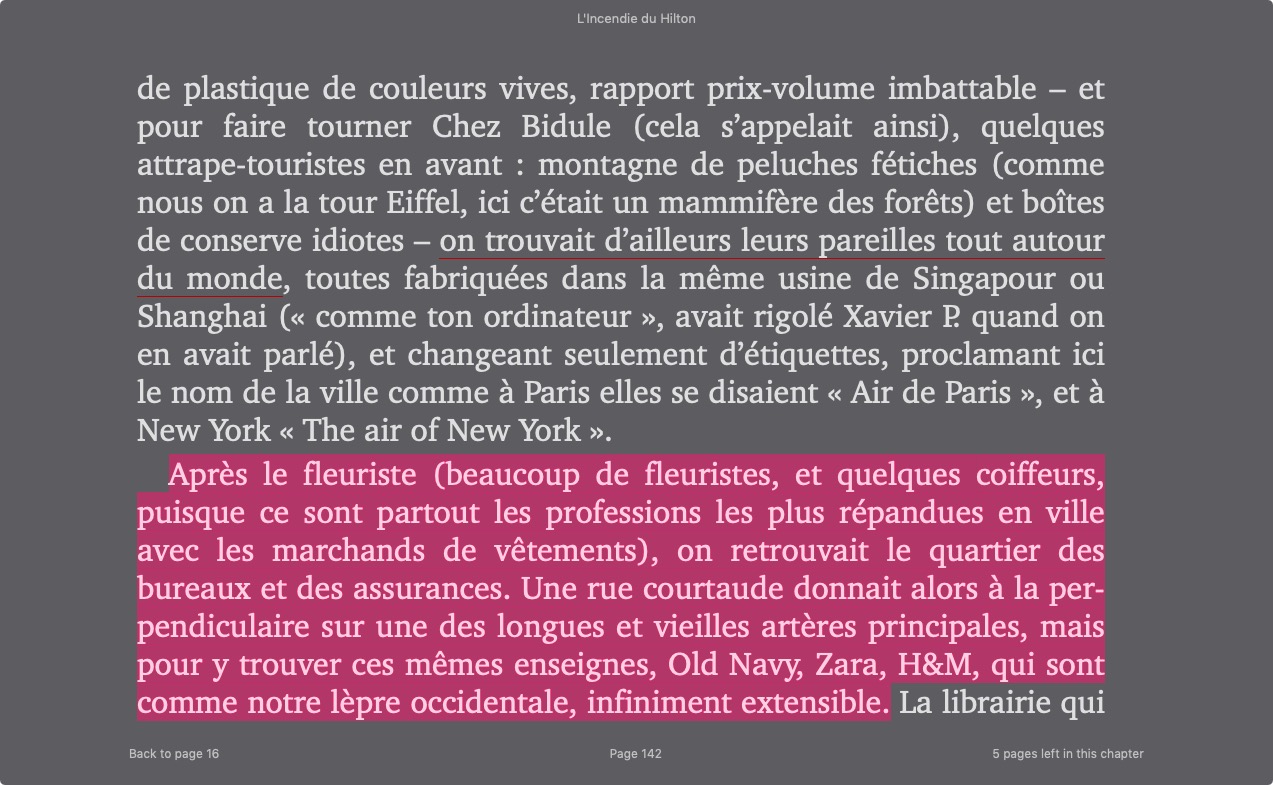 L'Incendie du Hilton
de plastique de couleurs vives, rapport prix-volume imbattable – et
pour faire tourner Chez Bidule (cela s’appelait ainsi), quelques
attrape-touristes en avant : montagne de peluches fétiches (comme
nous on a la tour Eiffel, ici c’était un mammifère des forêts) et boîtes
de conserve idiotes – on trouvait d’ailleurs leurs pareilles tout autour
du monde, toutes fabriquées dans la même usine de Singapour ou
Shanghai (« comme ton ordinateur », avait rigolé Xavier P. quand on
en avait parlé), et changeant seulement d’étiquettes, proclamant ici
le nom de la ville comme à Paris elles se disaient « Air de Paris », et à
New York « The air of New York ».
Après le fleuriste (beaucoup de fleuristes, et quelques coiffeurs,
puisque ce sont partout les professions les plus répandues en ville
avec les marchands de vêtements), on retrouvait le quartier des
bureaux et des assurances. Une rue courtaude donnait alors à la per-
pendiculaire sur une des longues et vieilles artères principales, mais
pour y trouver ces mêmes enseignes, Old Navy, Zara, H&M, qui sont
comme notre lèpre occidentale, infiniment extensible. La librairie qui
Back to page 16
Page 142
5 pages left in this chapter